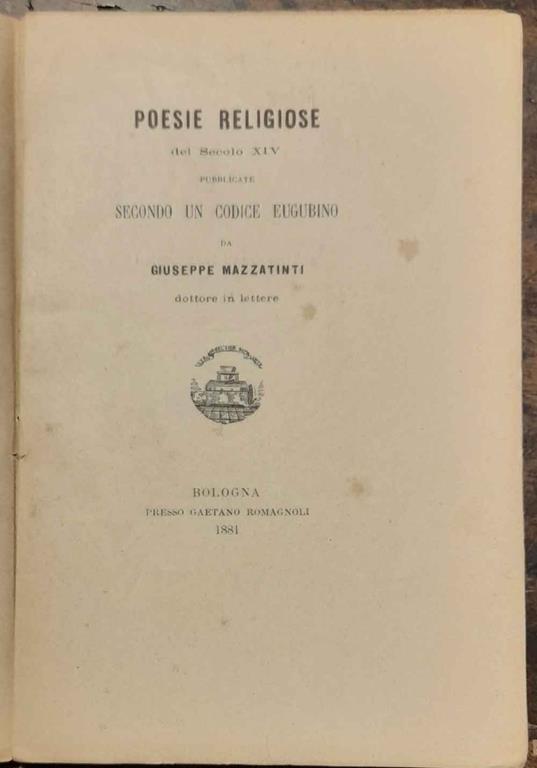 POESIE RELIGIOSE
del Secolo XIV
PUBBLICATE
SECONDO UN CODICE EUGUBINO
DA
GIUSEPPE MAZZATINTI
dottore in lettere
BOLOGNA
PRESSO GAETANO ROMAGNOLI
1881